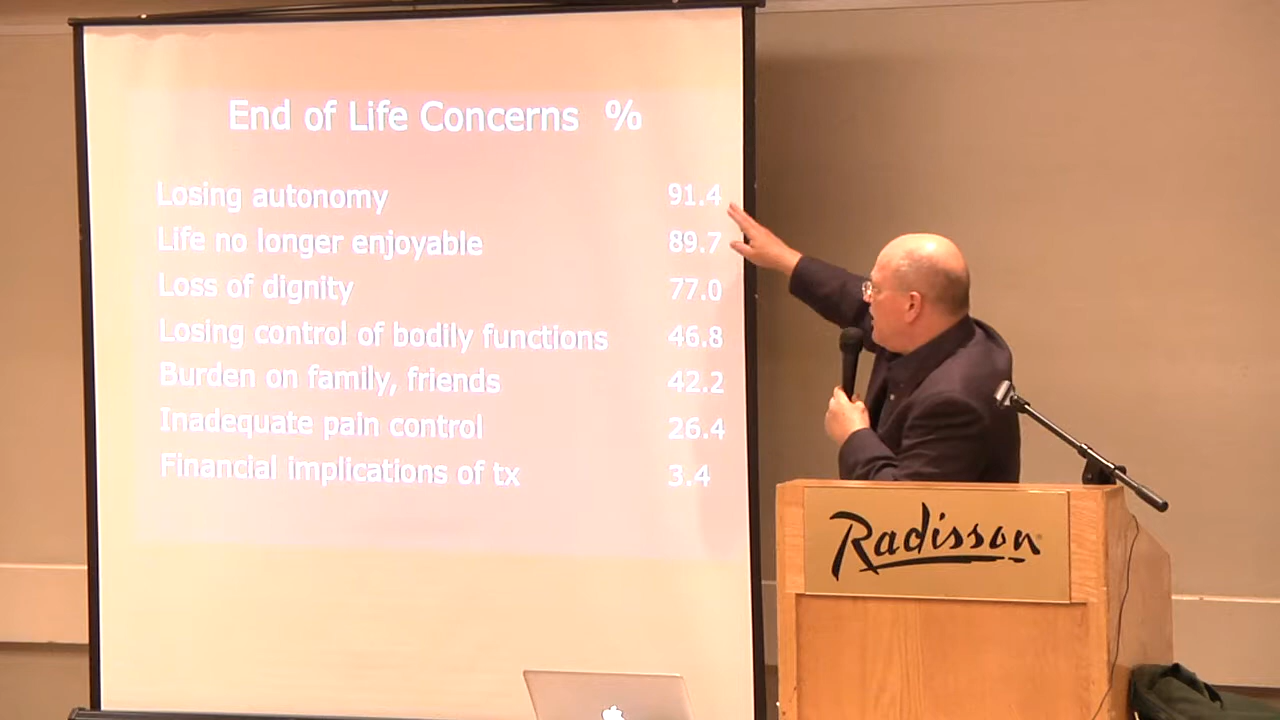 End of Life Concerns %
Losing autonomy 91.4
Life no longer enjoyable 89.7
Loss of dignity 77.0
Losing control of bodily functions 46.8
Burden on family, friends 42.2
Inadequate pain control 26.4
Financial implications of tx 3.4
Radisson